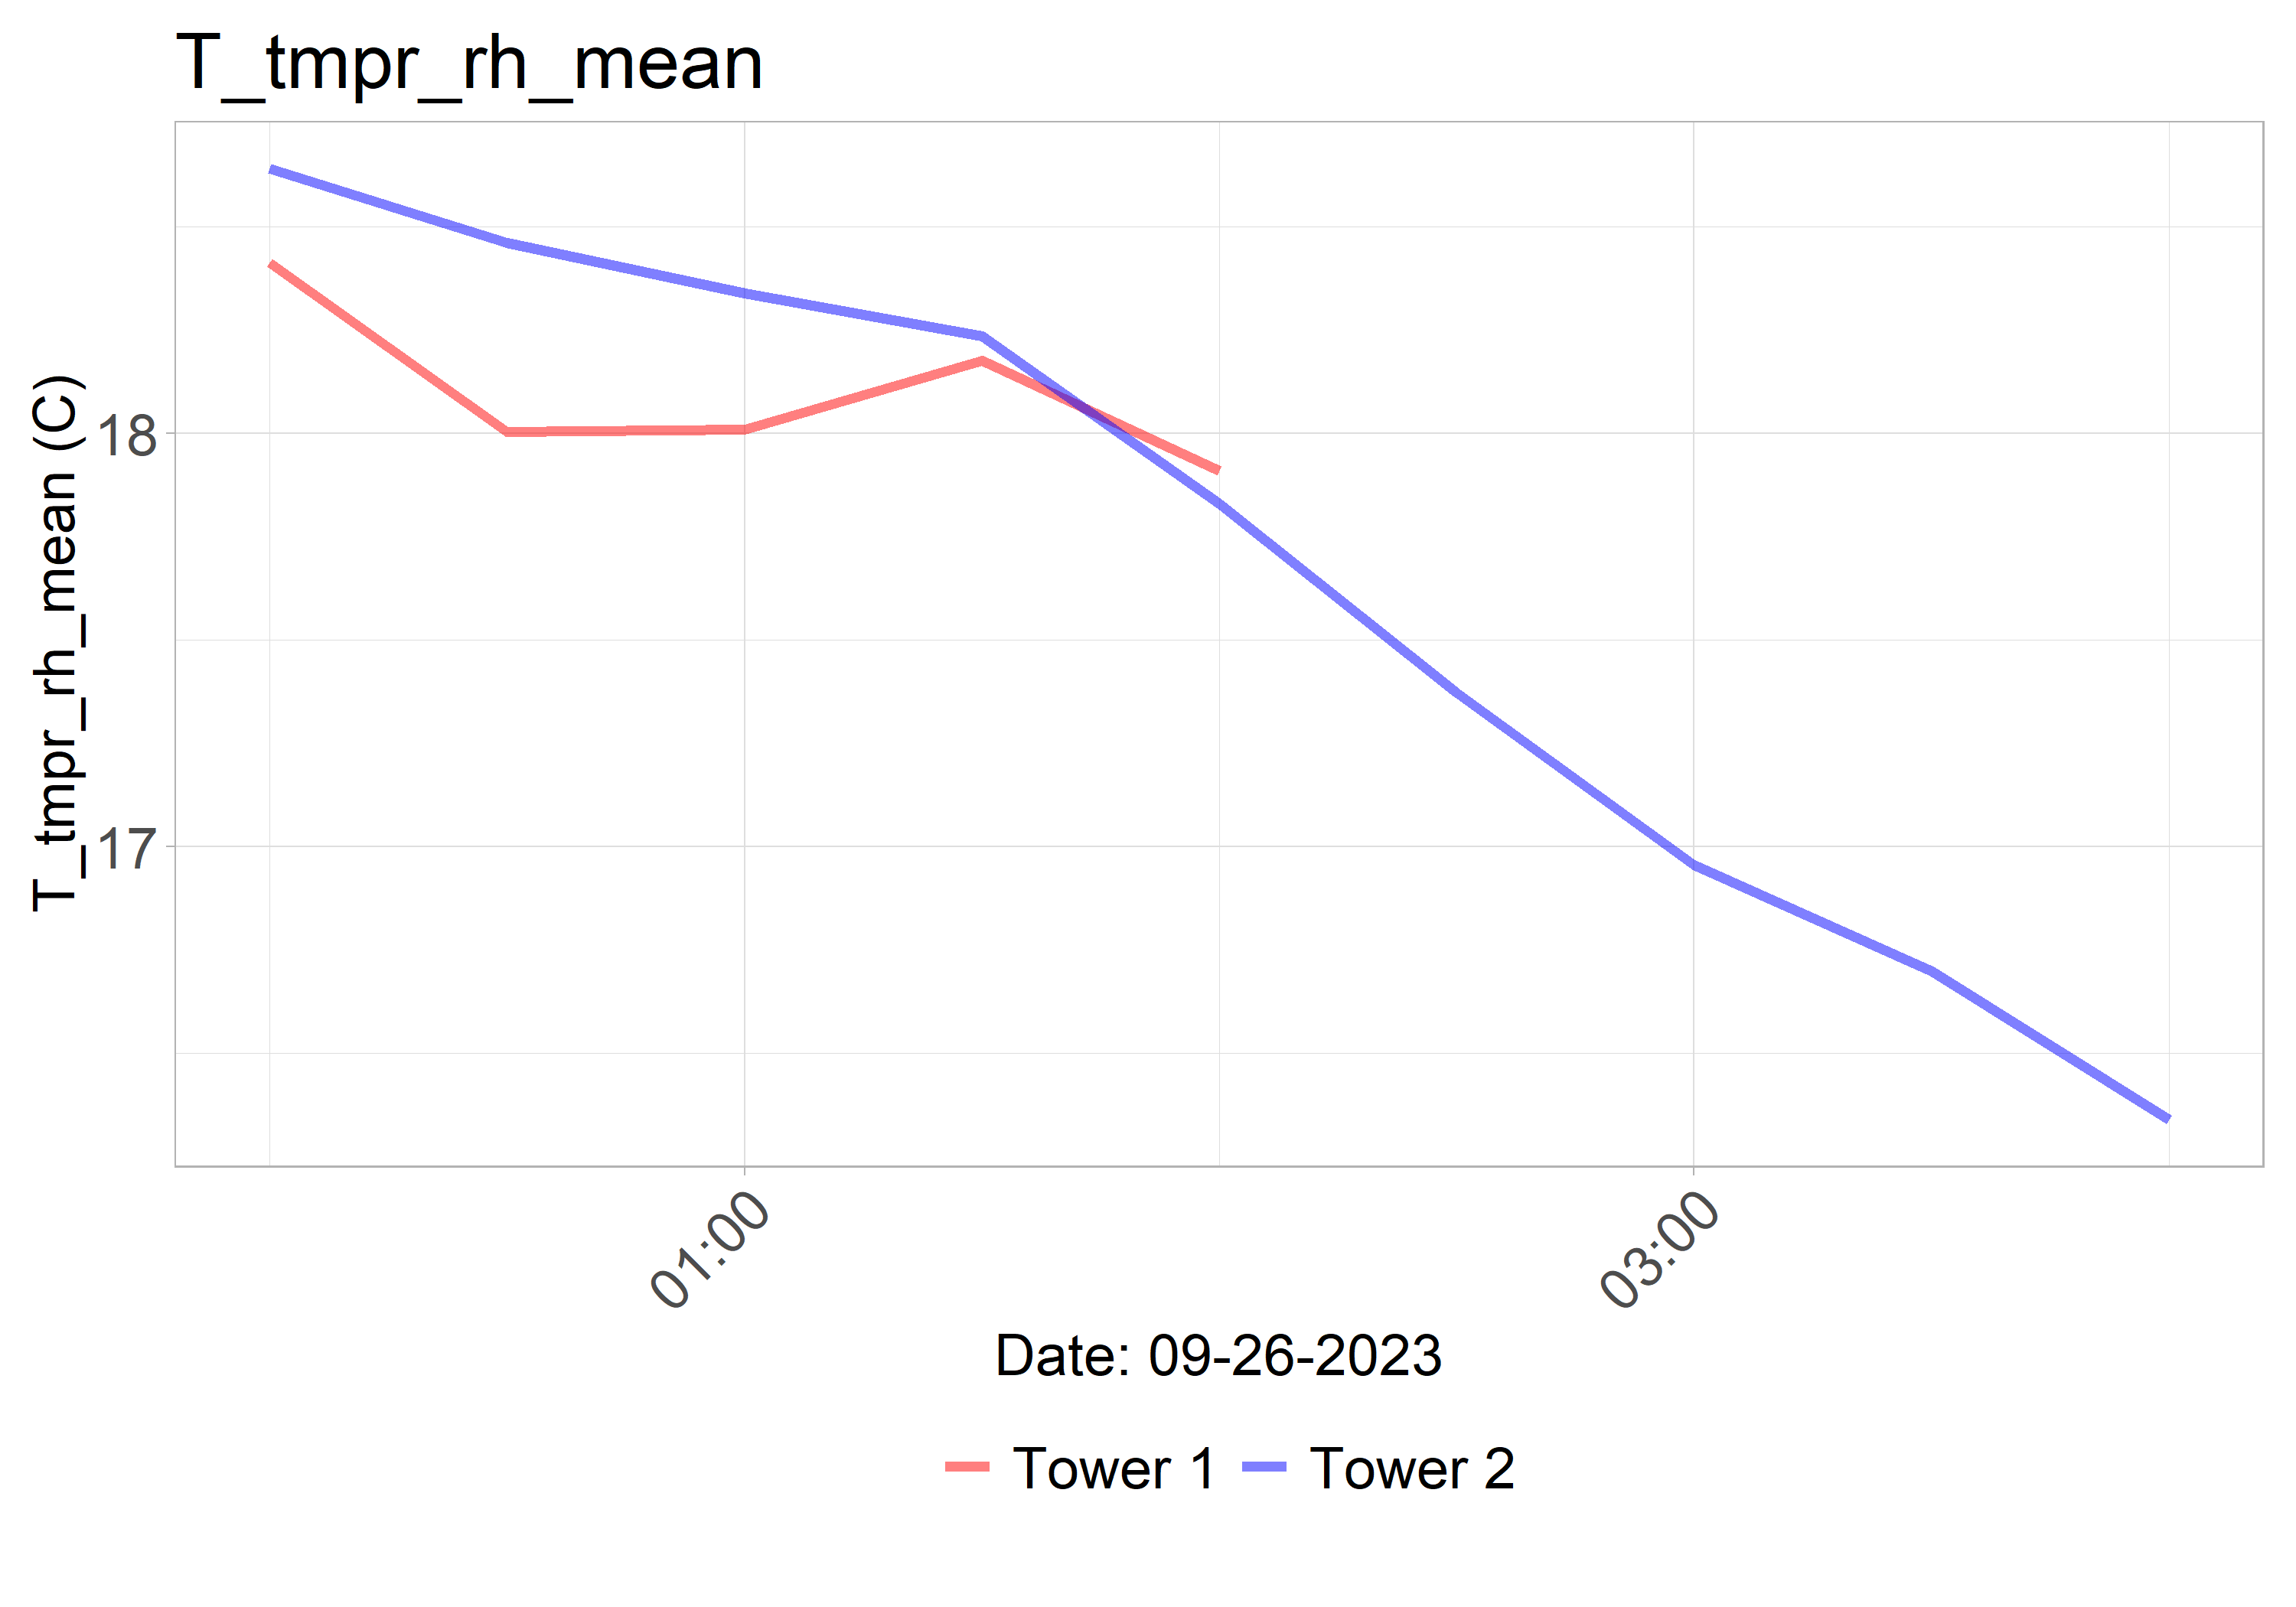 T_tmpr_rh_mean
T_tmpr_rh_mean (C)
18
17
01:00
03:00
Date: 09-26-2023
Tower 1
Tower 2